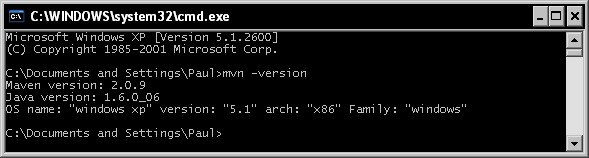 C:\WINDOWS\system32\cmd.exe
Microsoft Windows XP [Version 5.1.2600]
(C) Copyright 1985-2001 Microsoft Corp.
C:\Documents and Settings\Paul>mvn -version
Maven version: 2.0.9
Java version: 1.6.0_06
OS name: "windows xp" version: "5.1" arch: "x86" Family: "windows"
C:\Documents and Settings\Paul>